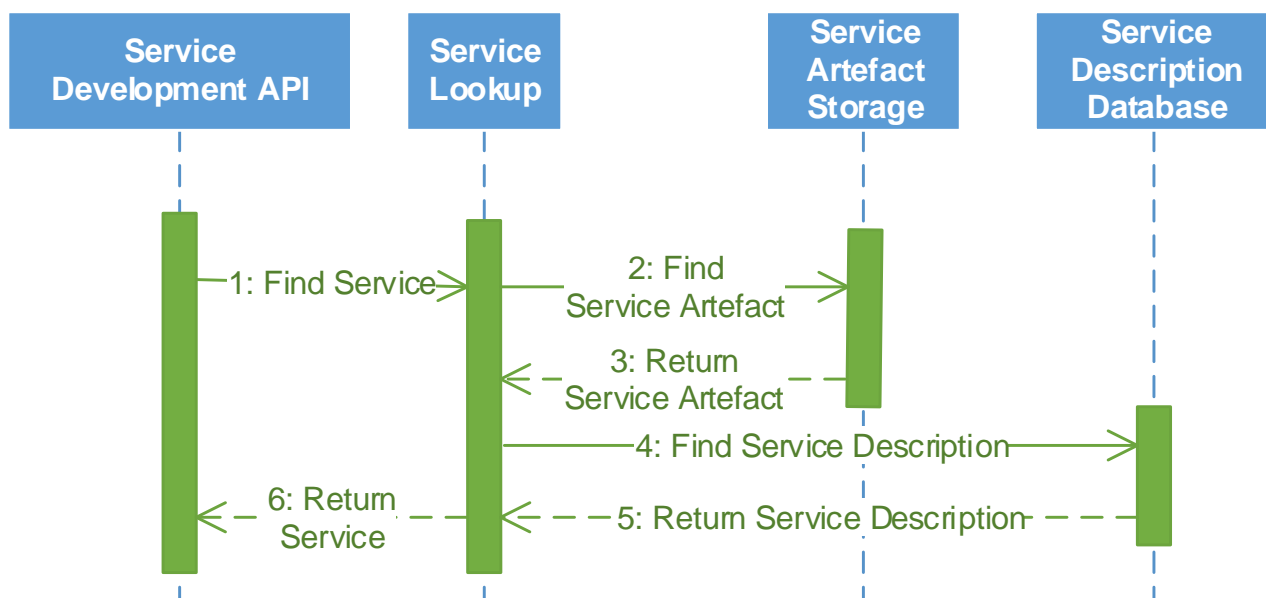 Service
Development API
Service
Lookup
Service
Artefact
Storage
Service
Description
Database
1: Find Service
2: Find
Service Artefact
3: Return
Service Artefact
4: Find Service Description
5: Return Service Description
6: Return
Service